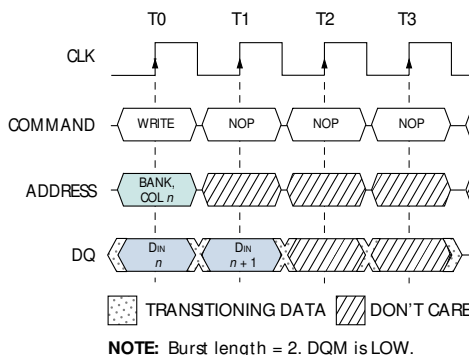 T0 T1 T2 T3
CLK
COMMAND WRITE NOP NOP NOP
ADDRESS BANK,
COL n
DQ DIN
n
DIN
n + 1
TRANSITIONING DATA DON'T CARE
NOTE: Burst length = 2. DQM is LOW.